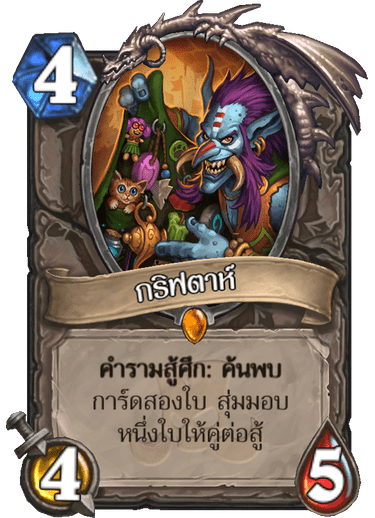 4
กริฟตาห์
คำรามสู้ศึก: ค้นพบ
การ์ดสองใบ สุ่มมอบ
หนึ่งใบให้คู่ต่อสู้
4
5